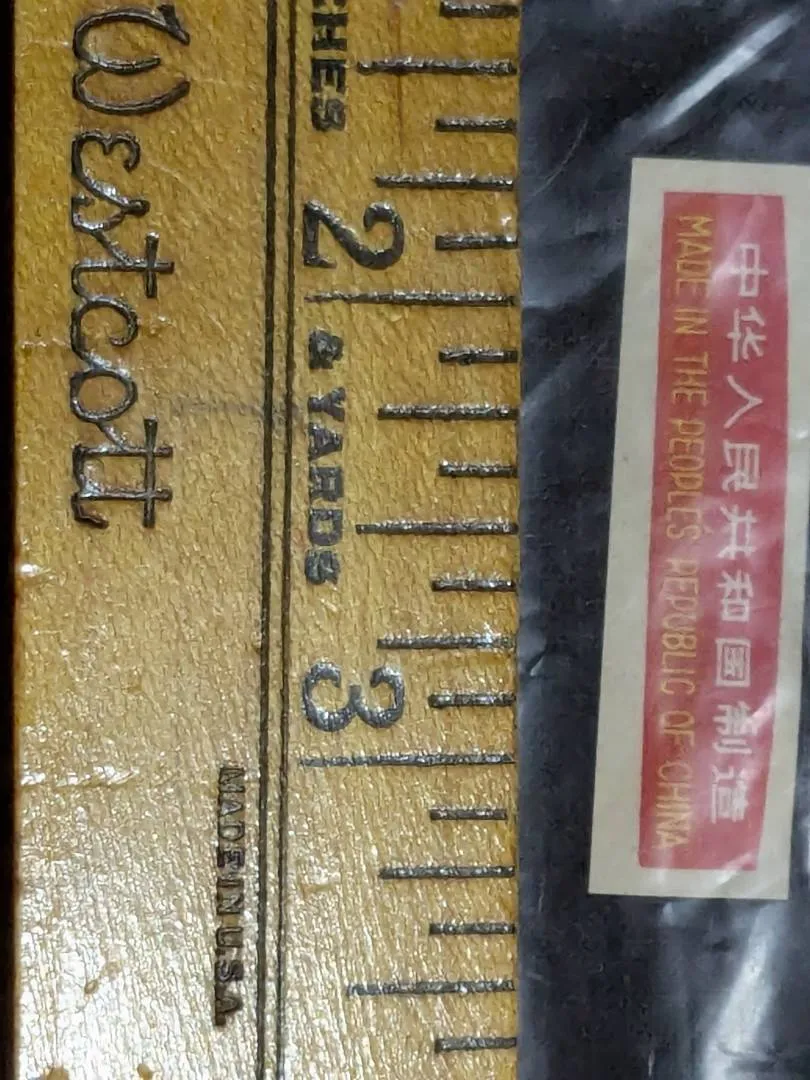 Westcott
CHES
2
& YARDS
3
MADE IN U.S.A.
中华人民共和国制造
MADE IN THE PEOPLE'S REPUBLIC OF CHINA